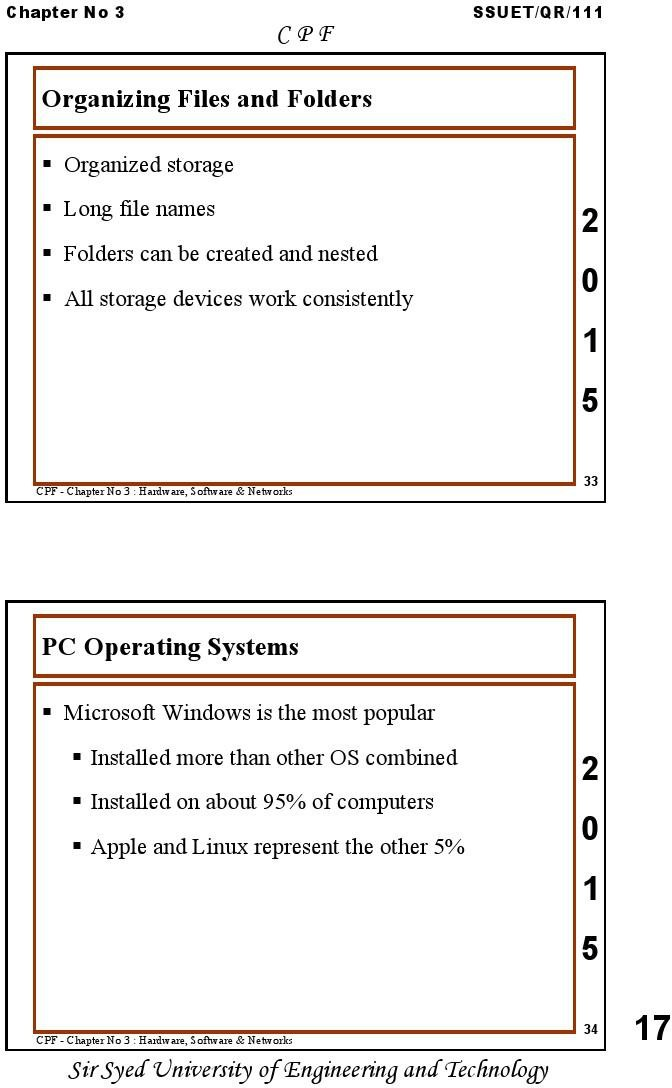 Chapter No 3 SSUET/QR/111
CPF
Organizing Files and Folders
▪ Organized storage
▪ Long file names
▪ Folders can be created and nested
▪ All storage devices work consistently
2
0
1
5
33
CPF - Chapter No 3 : Hardware, Software & Networks
PC Operating Systems
▪ Microsoft Windows is the most popular
▪ Installed more than other OS combined
▪ Installed on about 95% of computers
▪ Apple and Linux represent the other 5%
2
0
1
5
34
17
CPF - Chapter No 3 : Hardware, Software & Networks
Sir Syed University of Engineering and Technology